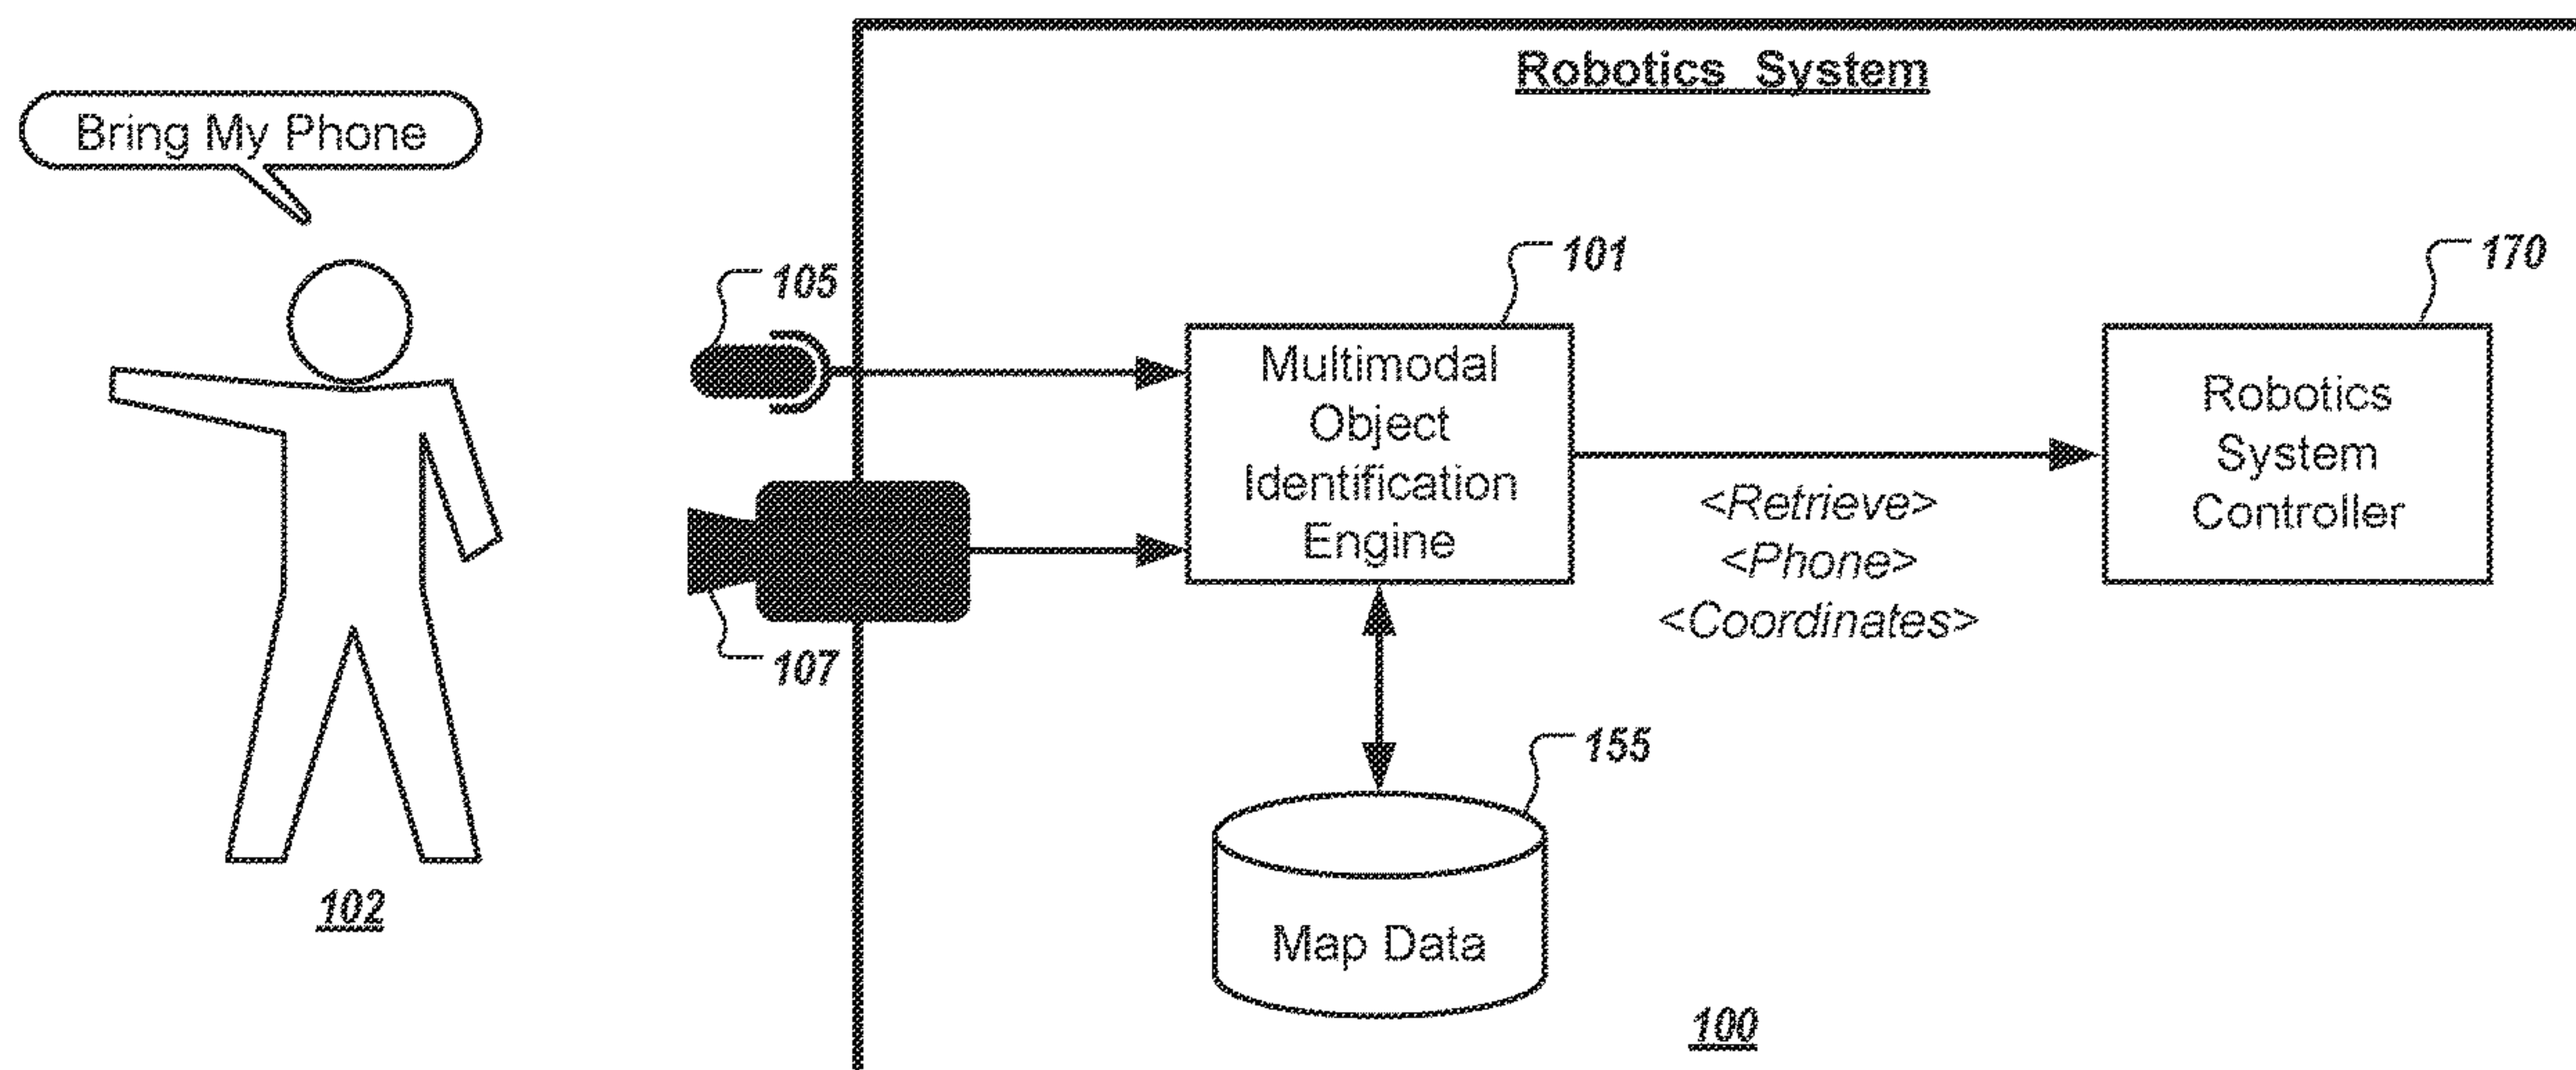 Robotics System
Bring My Phone
105
101
170
Multimodal
Object
Identification
Engine
Robotics
System
Controller
<Retrieve>
<Phone>
<Coordinates>
107
155
Map Data
102
100